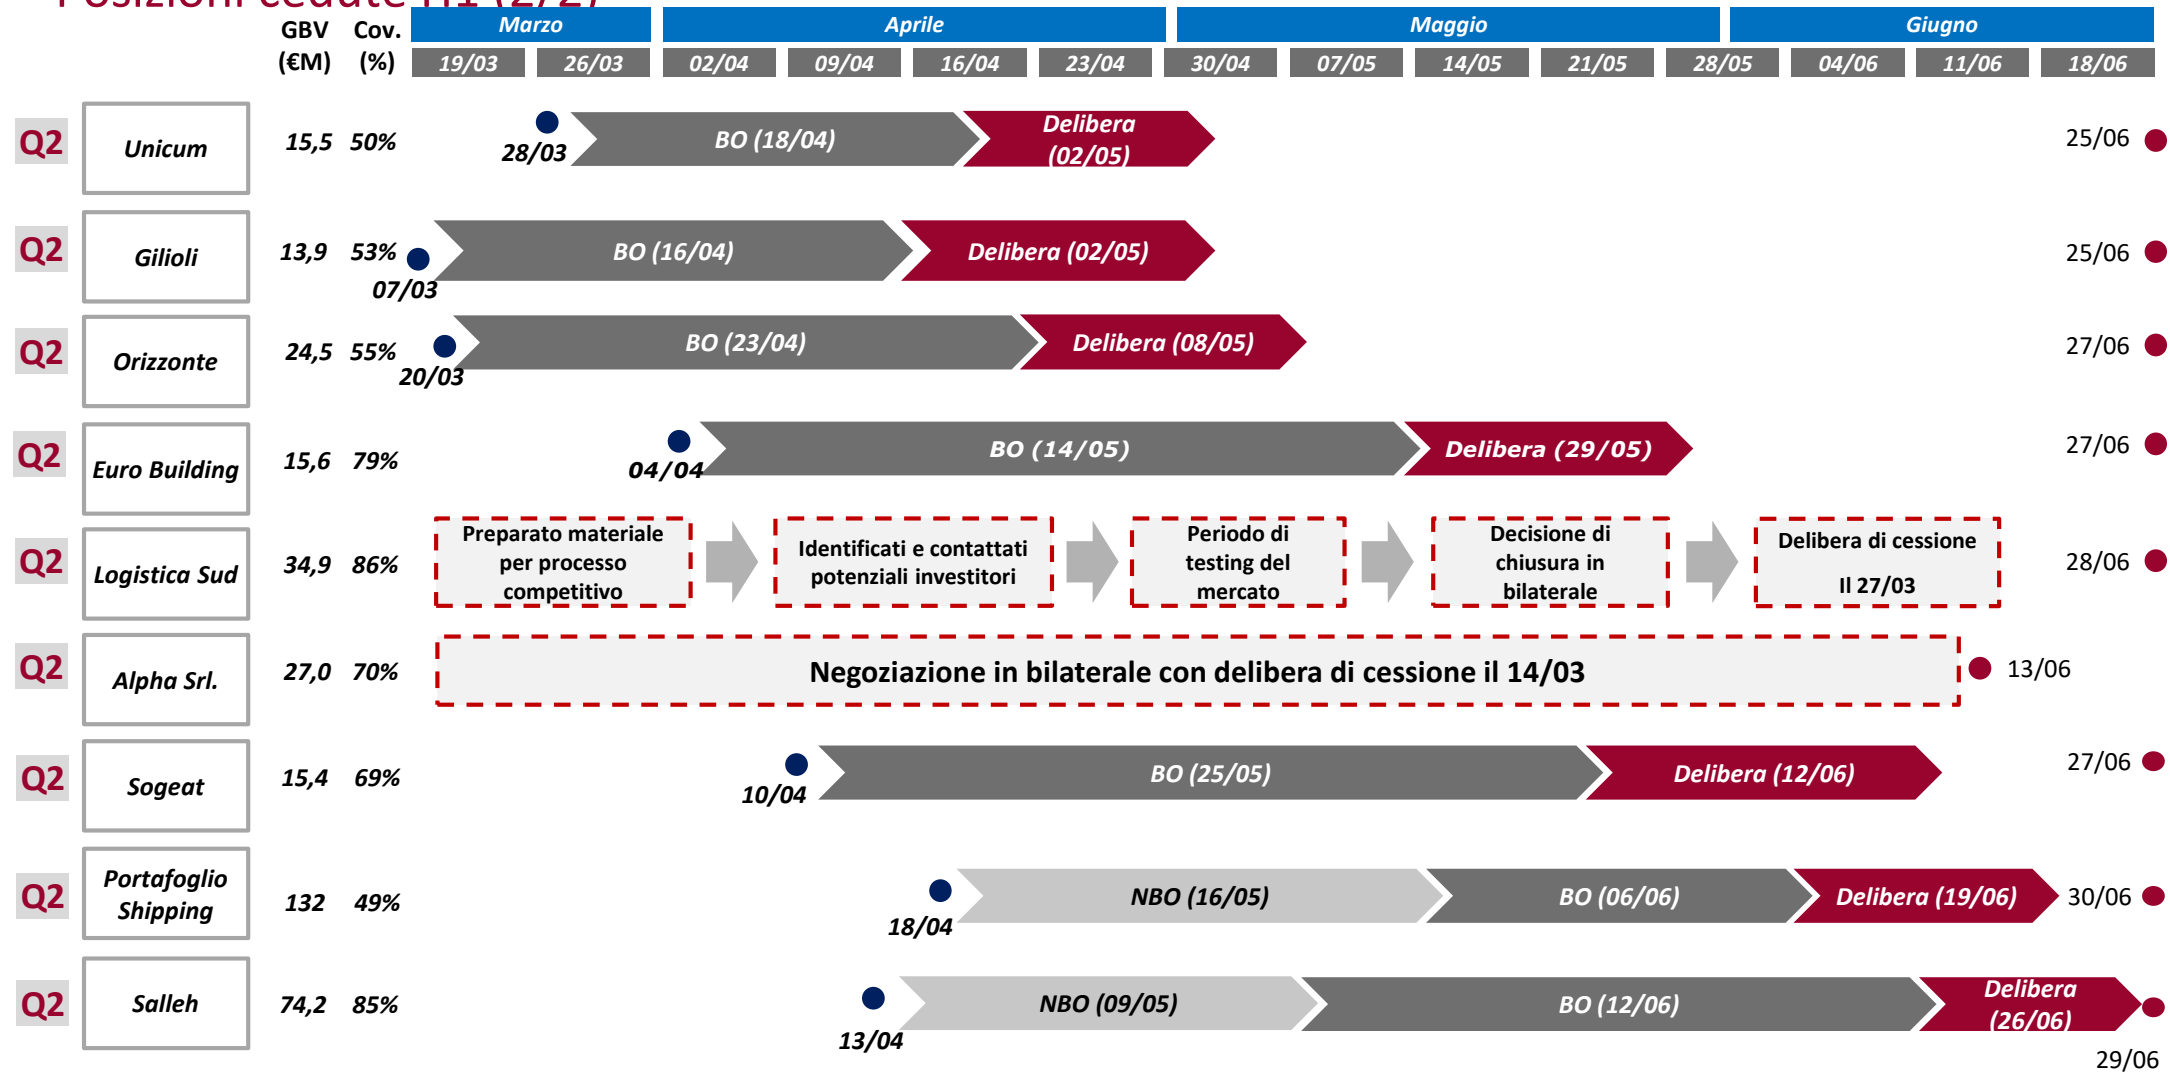 Posizioni cedute H1 (2/2)
GBV Cov. Marzo Aprile Maggio Giugno
(€M) (%) 19/03 26/03 02/04 09/04 16/04 23/04 30/04 07/05 14/05 21/05 28/05 04/06 11/06 18/06
Q2 Unicum 15,5 50% 28/03 BO (18/04) Delibera
(02/05) 25/06
Q2 Gilioli 13,9 53% 07/03 BO (16/04) Delibera (02/05) 25/06
Q2 Orizzonte 24,5 55% 20/03 BO (23/04) Delibera (08/05) 27/06
Q2 Euro Building 15,6 79% 04/04 BO (14/05) Delibera (29/05) 27/06
Q2 Logistica Sud 34,9 86%
Preparato materiale
per processo
competitivo
Identificati e contattati
potenziali investitori
Periodo di
testing del
mercato
Decisione di
chiusura in
bilaterale
Delibera di cessione
Il 27/03
28/06
Q2 Alpha Srl. 27,0 70% Negoziazione in bilaterale con delibera di cessione il 14/03 13/06
Q2 Sogeat 15,4 69% 10/04 BO (25/05) Delibera (12/06) 27/06
Q2 Portafoglio
Shipping 132 49% 18/04 NBO (16/05) BO (06/06) Delibera (19/06) 30/06
Q2 Salleh 74,2 85% 13/04 NBO (09/05) BO (12/06) Delibera
(26/06)
29/06